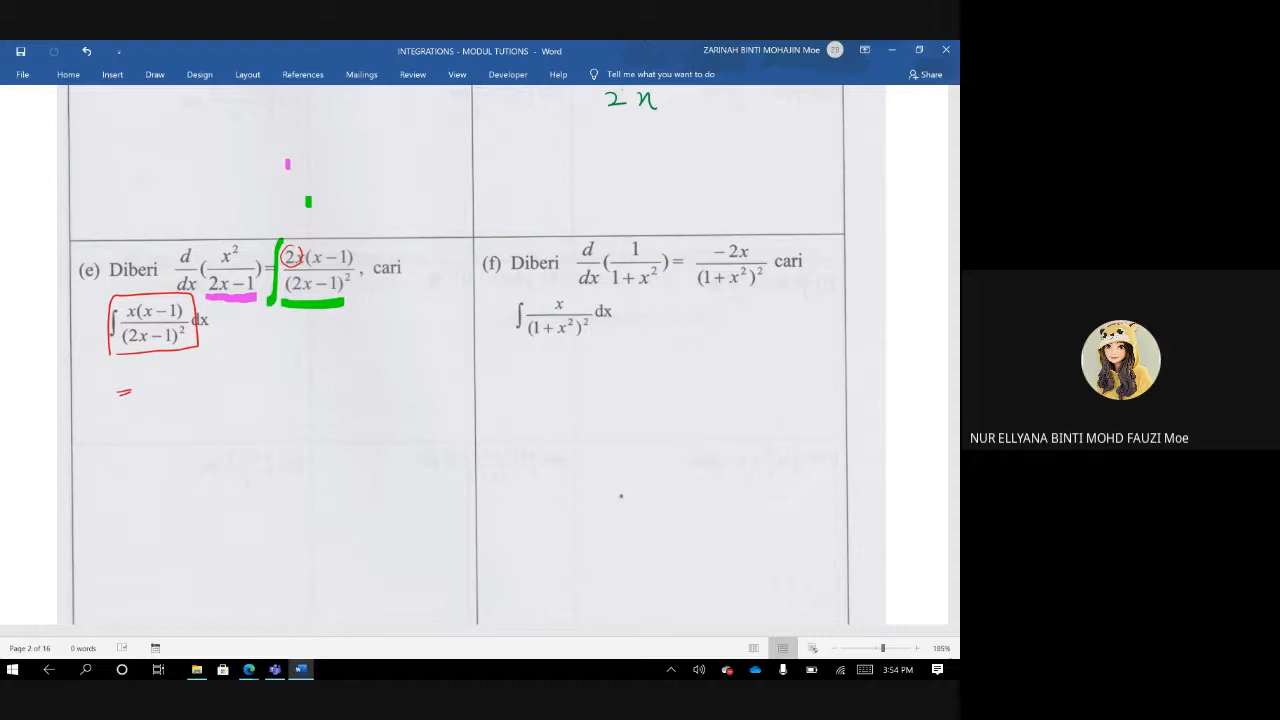 INTEGRATIONS - MODUL TUTIONS - Word
ZARINAH BINTI MOHAJIN Moe ZB
File Home Insert Draw Design Layout References Mailings Review View Developer Help Tell me what you want to do Share
2 x
(e) Diberi d/dx(x²/(2x−1)) = ∫ 2x(x−1)/(2x−1)², cari
∫ x(x−1)/(2x−1)² dx
=
(f) Diberi d/dx(1/(1+x²)) = −2x/(1+x²)² cari
∫ x/(1+x²)² dx
NUR ELLYANA BINTI MOHD FAUZI Moe
Page 2 of 16 0 words 185%
3:54 PM